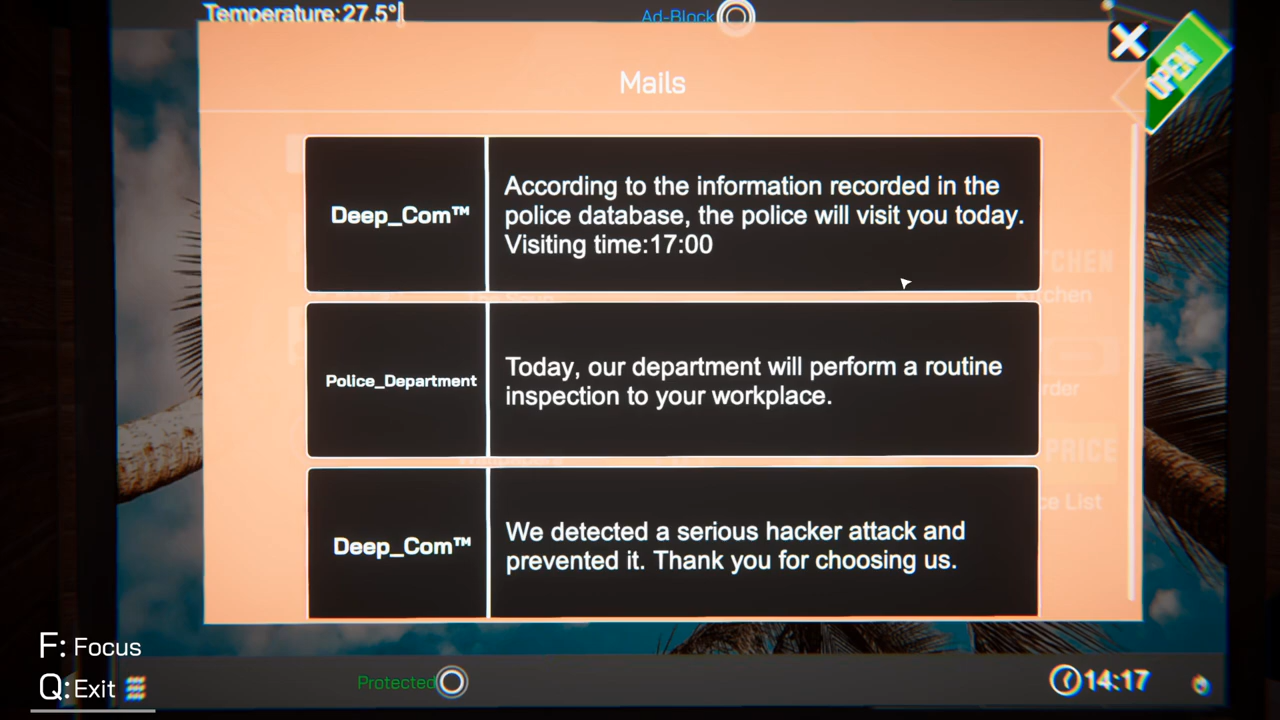 Temperature:27.5°
Ad-Block
OPEN
Mails
Deep_Com™
According to the information recorded in the
police database, the police will visit you today.
Visiting time:17:00
Police_Department
Today, our department will perform a routine
inspection to your workplace.
Deep_Com™
We detected a serious hacker attack and
prevented it. Thank you for choosing us.
Kitchen
PRICE
F: Focus
Q: Exit
Protected
14:17